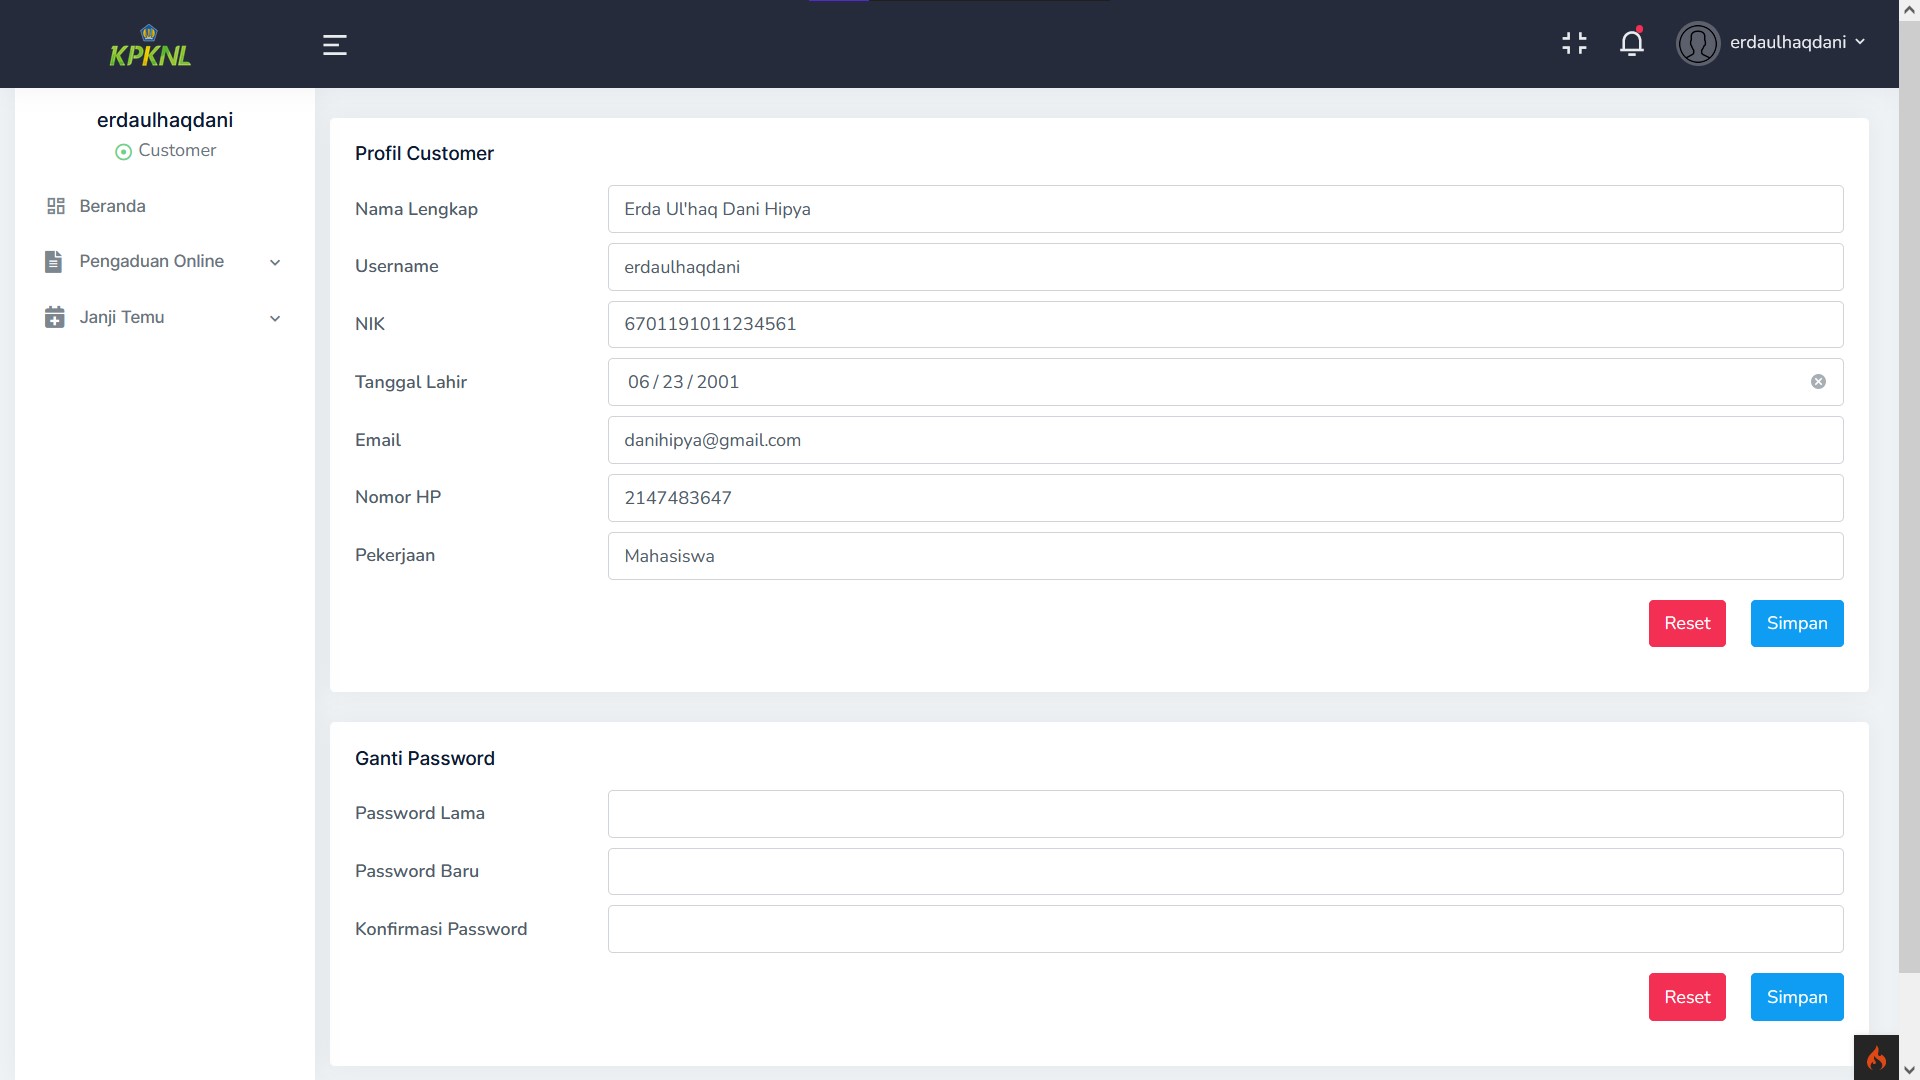 KPKNL
erdaulhaqdani
erdaulhaqdani
Customer
Beranda
Pengaduan Online
Janji Temu
Profil Customer
Nama Lengkap
Erda Ul'haq Dani Hipya
Username
erdaulhaqdani
NIK
6701191011234561
Tanggal Lahir
06/23/2001
Email
danihipya@gmail.com
Nomor HP
2147483647
Pekerjaan
Mahasiswa
Reset
Simpan
Ganti Password
Password Lama
Password Baru
Konfirmasi Password
Reset
Simpan